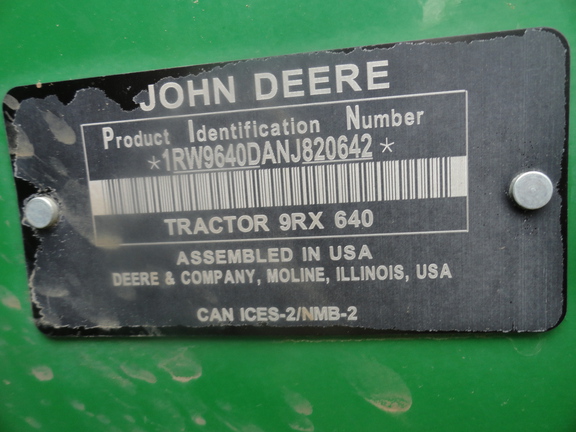 JOHN DEERE
Product Identification Number
*1RW9640DANJ820642*
TRACTOR 9RX 640
ASSEMBLED IN USA
DEERE & COMPANY, MOLINE, ILLINOIS, USA
CAN ICES-2/NMB-2